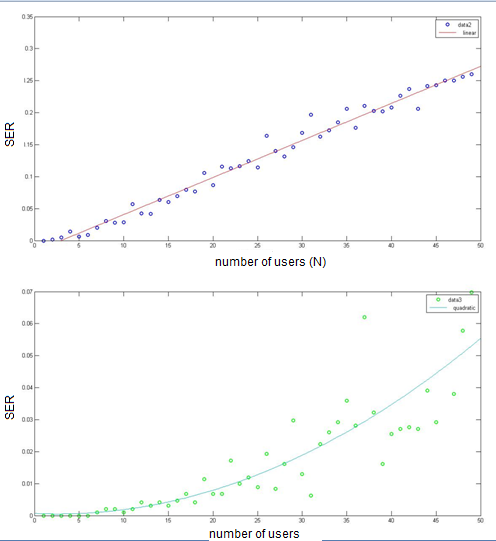 0.35
data2
linear
0.3
0.25
0.2
SER
0.15
0.1
0.05
0
0 5 10 15 20 25 30 35 40 45 50
number of users (N)
0.07
data3
quadratic
0.06
0.05
0.04
SER
0.03
0.02
0.01
0
0 5 10 15 20 25 30 35 40 45 50
number of users